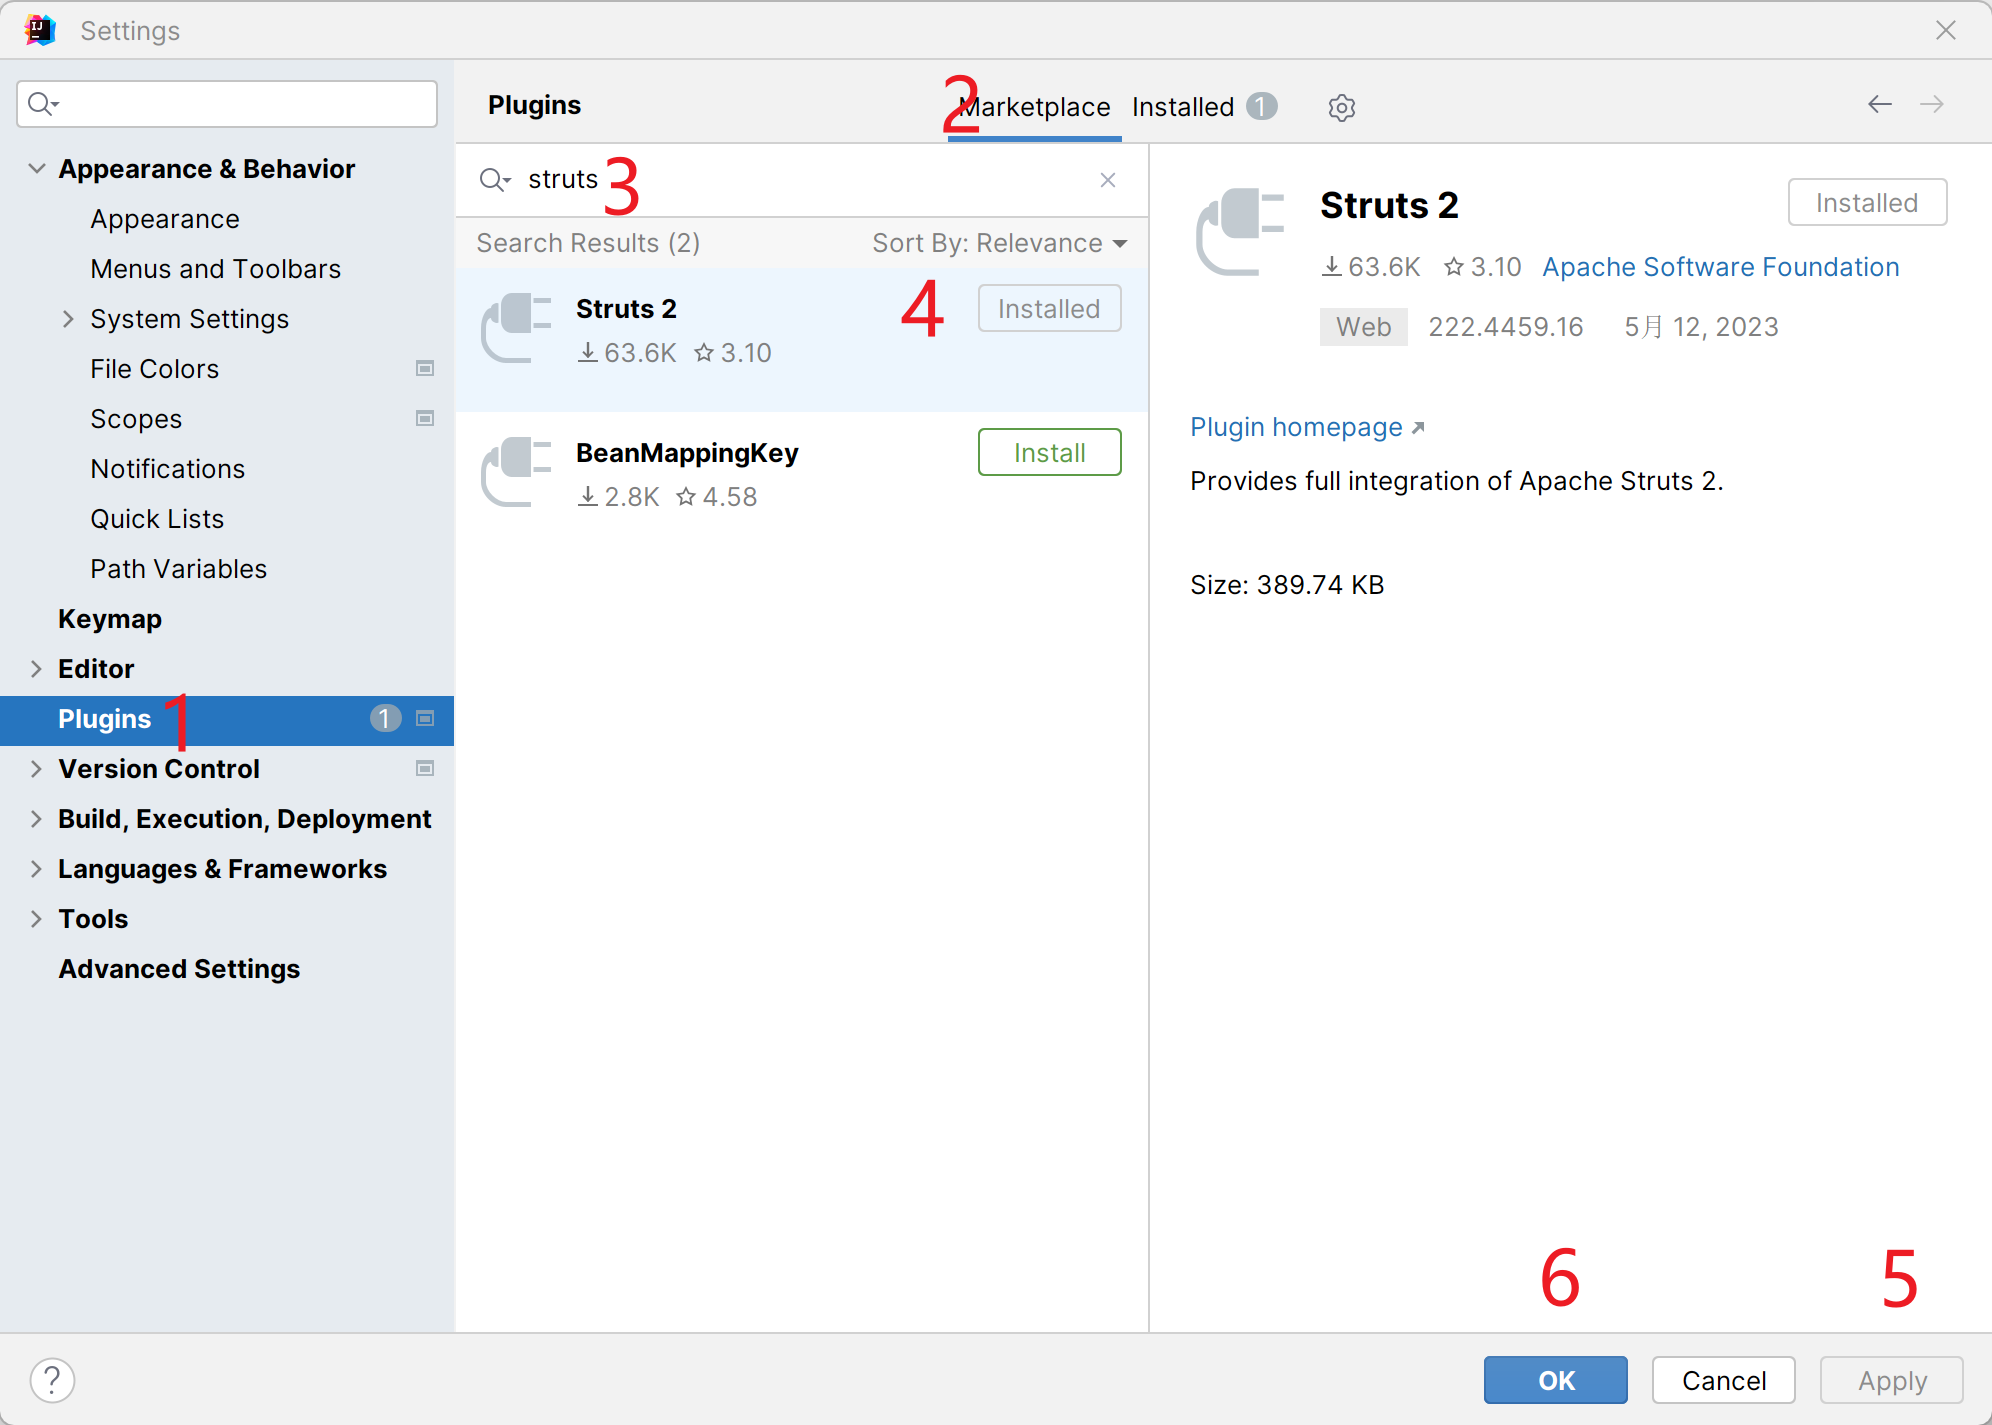 Settings
Appearance & Behavior
Appearance
Menus and Toolbars
System Settings
File Colors
Scopes
Notifications
Quick Lists
Path Variables
Keymap
Editor
Plugins 1 1
Version Control
Build, Execution, Deployment
Languages & Frameworks
Tools
Advanced Settings
Plugins 2 Marketplace Installed 1
struts 3
Search Results (2) Sort By: Relevance
Struts 2 4 Installed
63.6K 3.10
BeanMappingKey Install
2.8K 4.58
Struts 2 Installed
63.6K 3.10 Apache Software Foundation
Web 222.4459.16 5月 12, 2023
Plugin homepage
Provides full integration of Apache Struts 2.
Size: 389.74 KB
6 5
? OK Cancel Apply